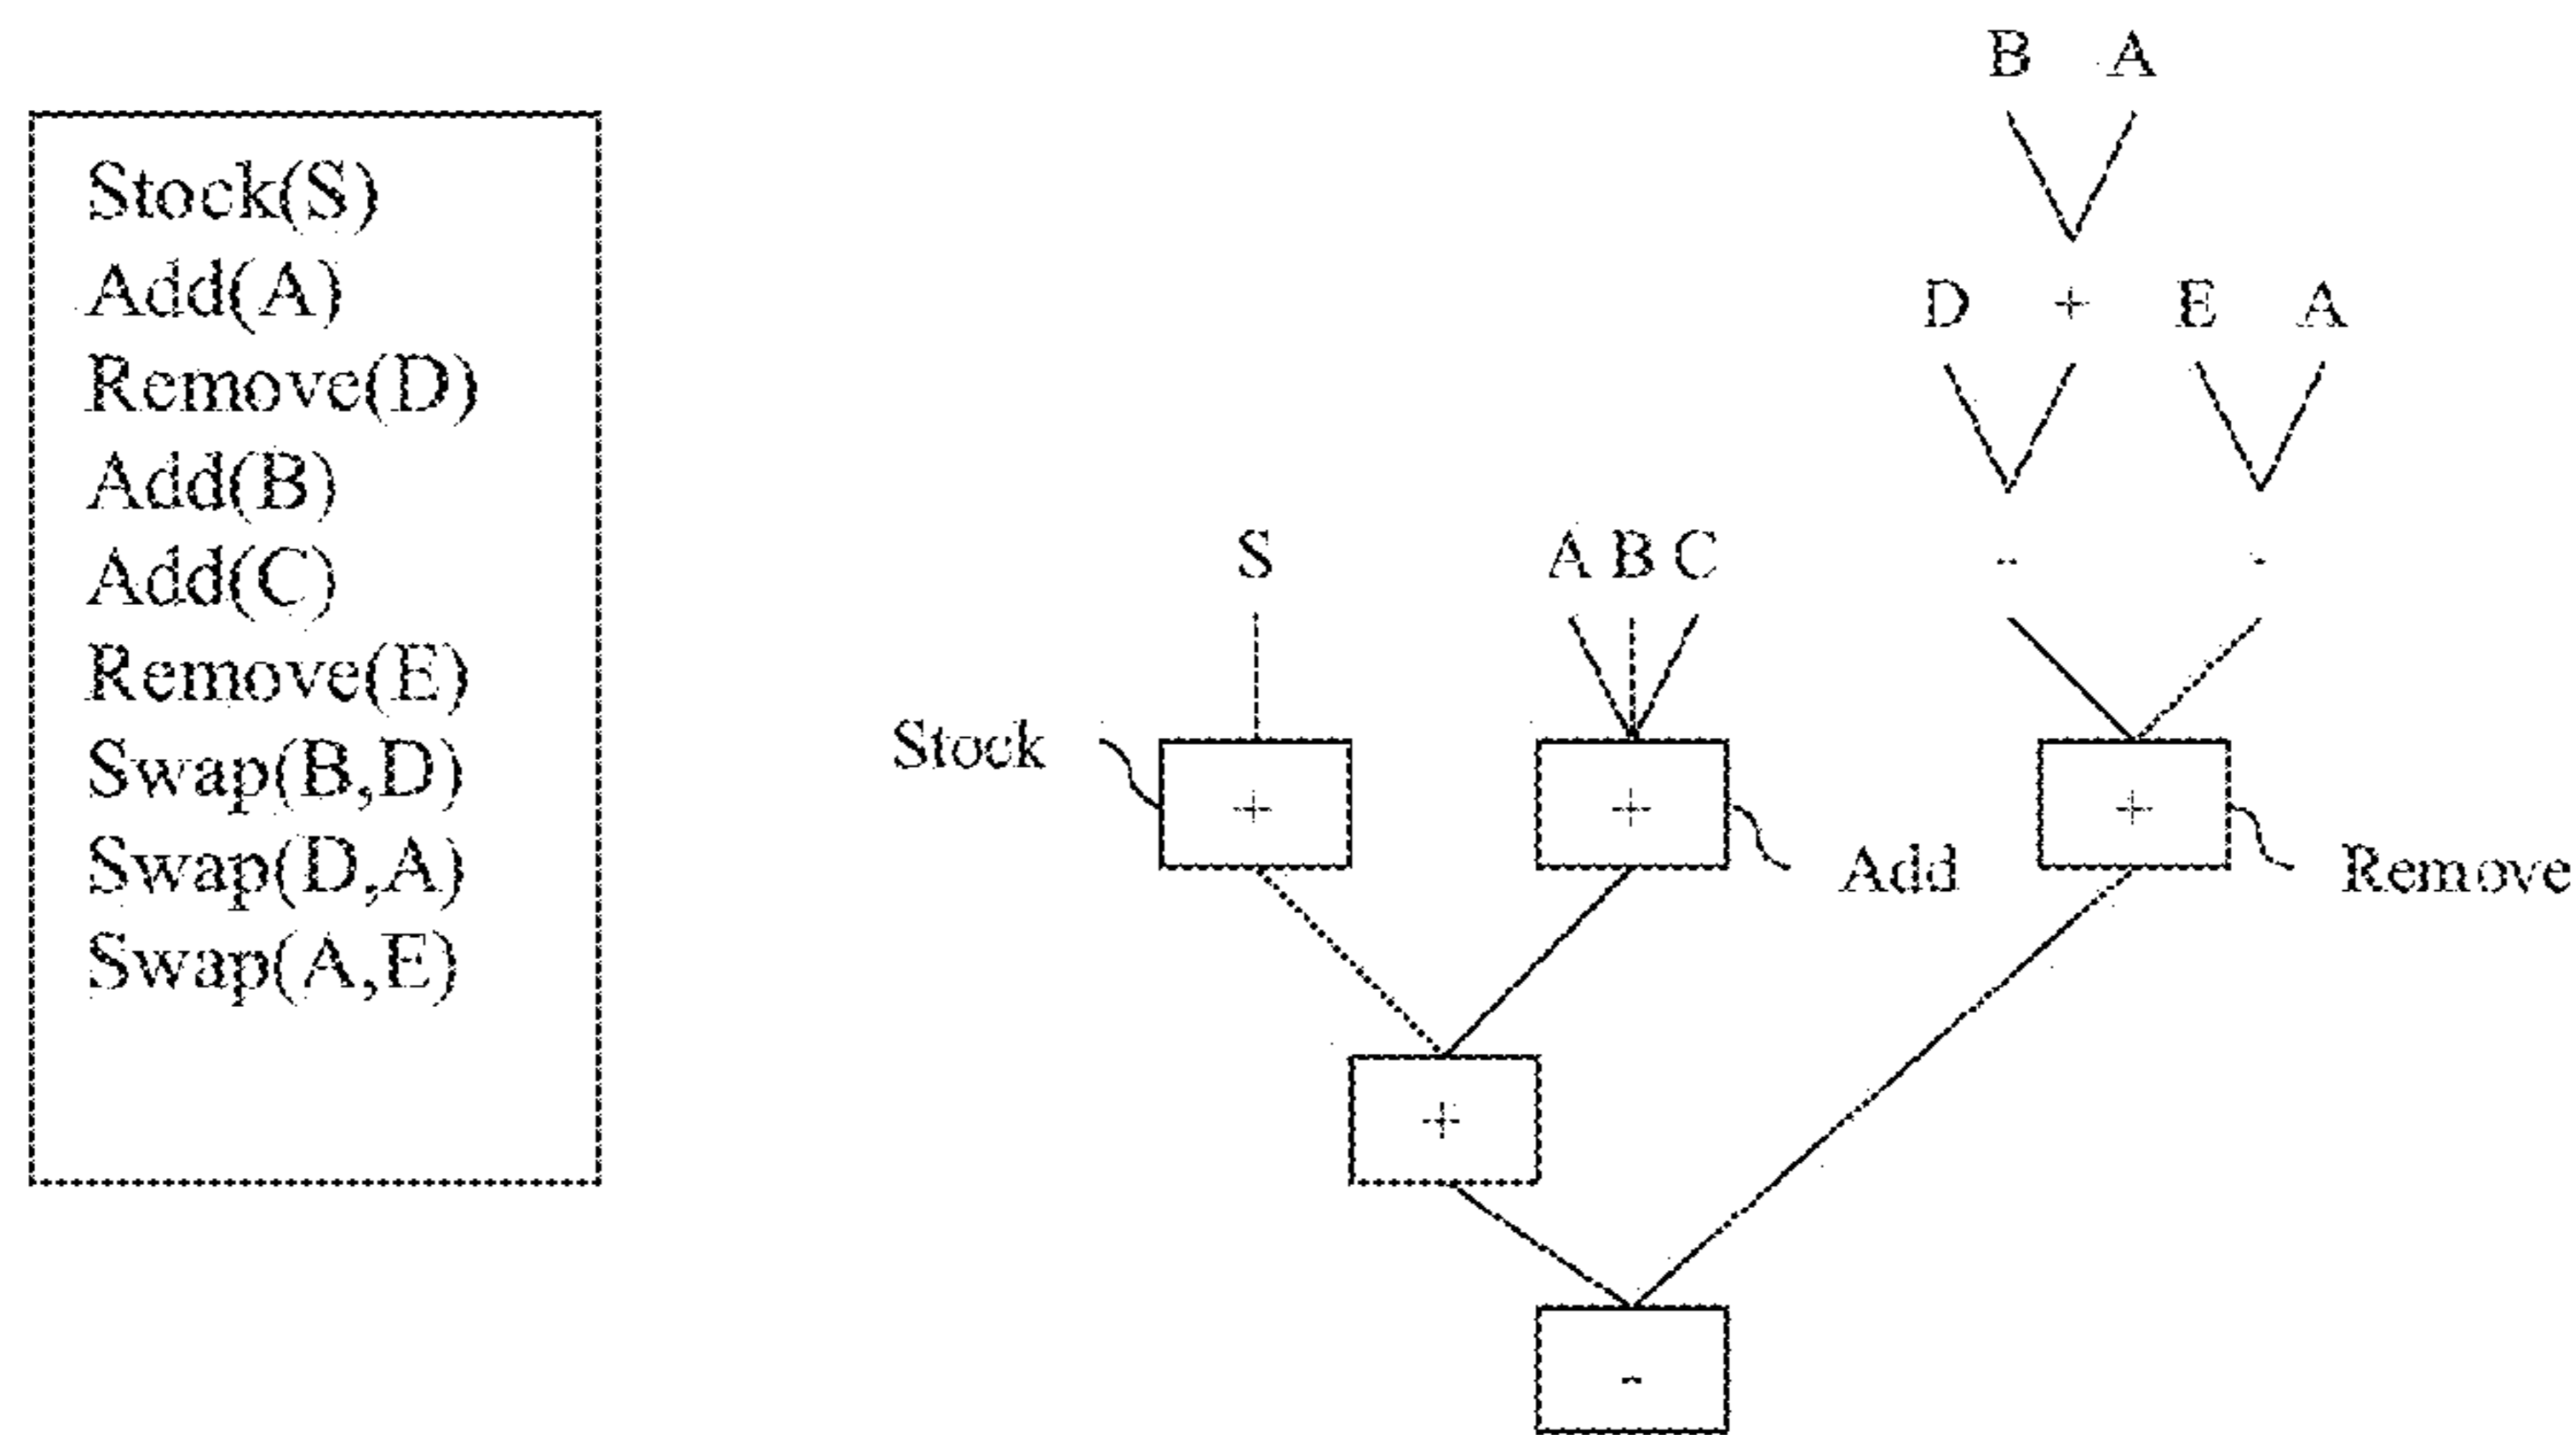 Stock(S)
Add(A)
Remove(D)
Add(B)
Add(C)
Remove(E)
Swap(B,D)
Swap(D,A)
Swap(A,E)
B A
D + E A
- -
S A B C
Stock + + Add + Remove
+
-